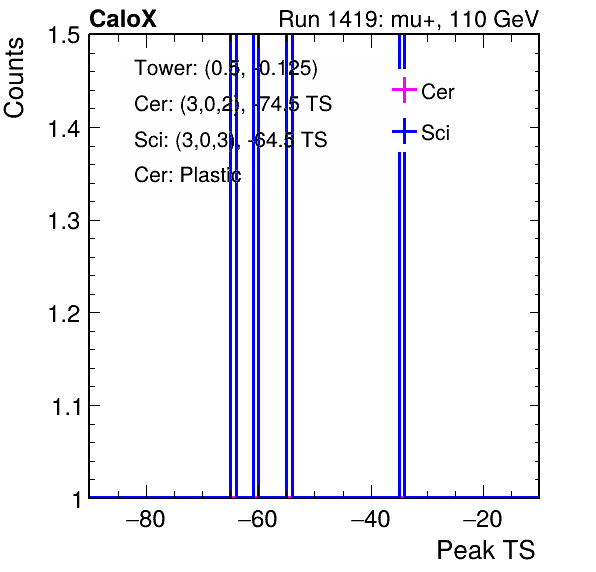 CaloX Run 1419: mu+, 110 GeV
Counts
1.5
1.4
1.3
1.2
1.1
1
Tower: (0.5, -0.125)
Cer: (3,0,2), -74.5 TS
Sci: (3,0,3), -64.5 TS
Cer: Plastic
Cer
Sci
−80 −60 −40 −20
Peak TS